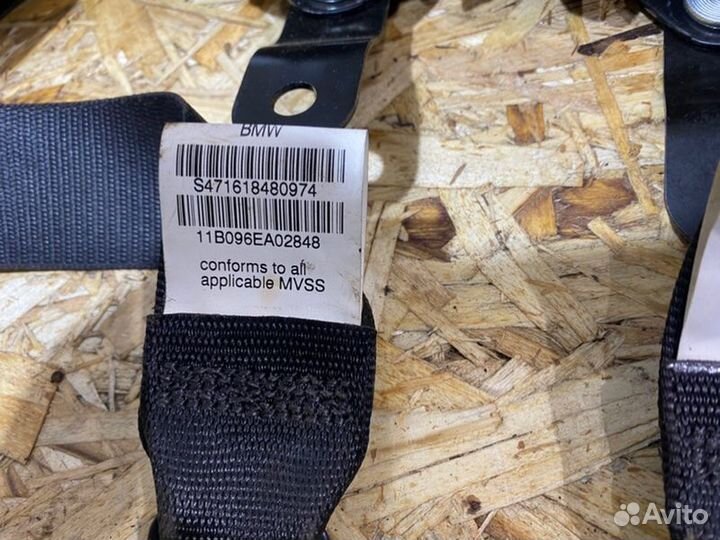 BMW
S471618480974
11B096EA02848
conforms to all
applicable MVSS
Avito